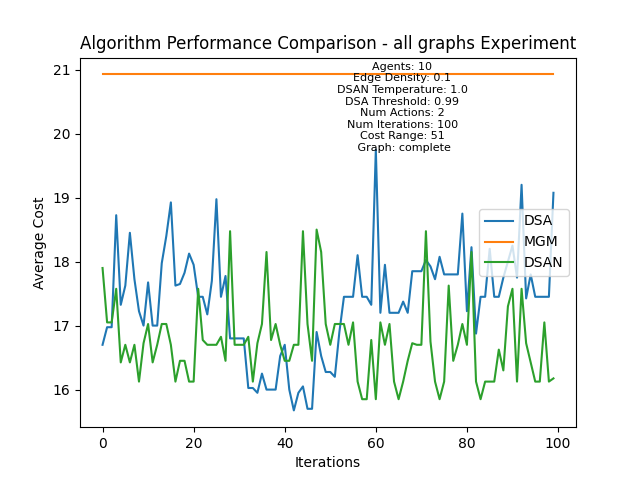 Algorithm Performance Comparison - all graphs Experiment
Agents: 10
Edge Density: 0.1
DSAN Temperature: 1.0
DSA Threshold: 0.99
Num Actions: 2
Num Iterations: 100
Cost Range: 51
Graph: complete
21
20
19
18
17
16
Average Cost
DSA
MGM
DSAN
0 20 40 60 80 100
Iterations